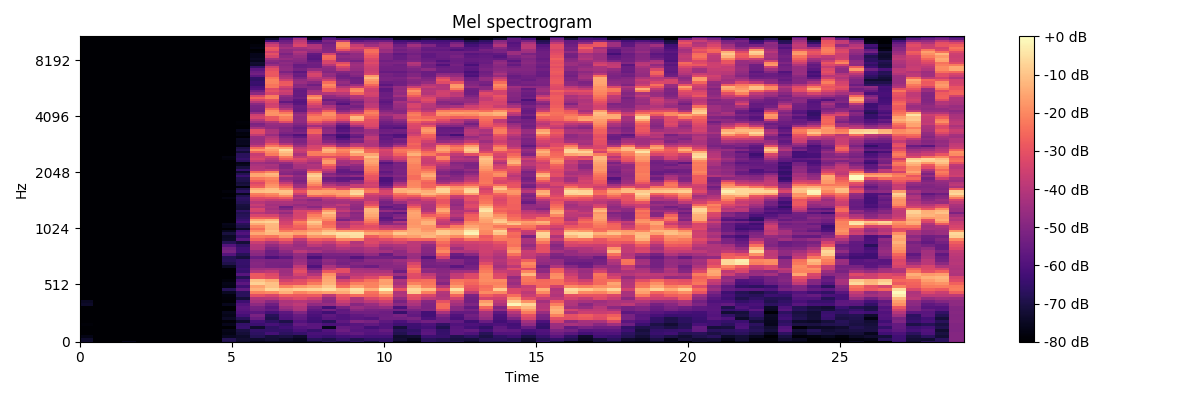 Mel spectrogram
8192
4096
2048
1024
512
0
Hz
0 5 10 15 20 25
Time
+0 dB
-10 dB
-20 dB
-30 dB
-40 dB
-50 dB
-60 dB
-70 dB
-80 dB